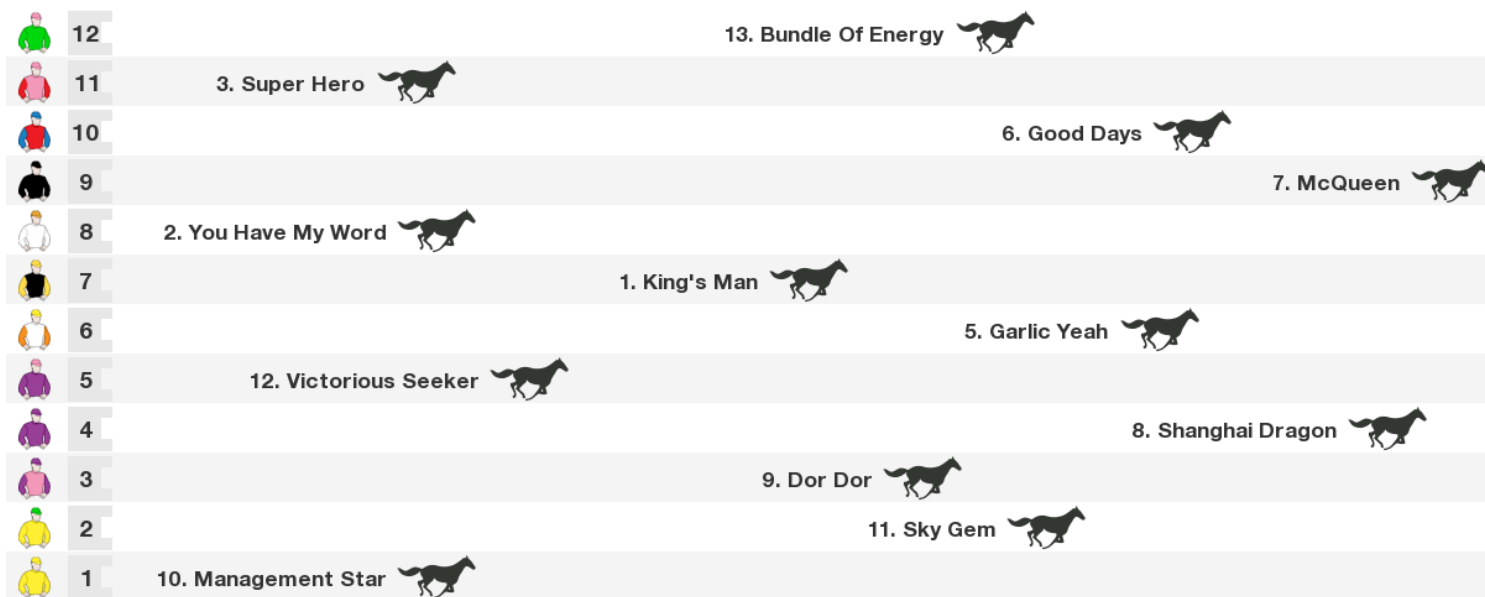 12 13. Bundle Of Energy
11 3. Super Hero
10 6. Good Days
9 7. McQueen
8 2. You Have My Word
7 1. King's Man
6 5. Garlic Yeah
5 12. Victorious Seeker
4 8. Shanghai Dragon
3 9. Dor Dor
2 11. Sky Gem
1 10. Management Star